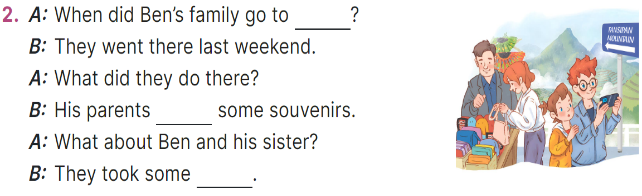 2. A: When did Ben's family go to ______?
B: They went there last weekend.
A: What did they do there?
B: His parents ______ some souvenirs.
A: What about Ben and his sister?
B: They took some ______.
FANSIPAN
MOUNTAIN